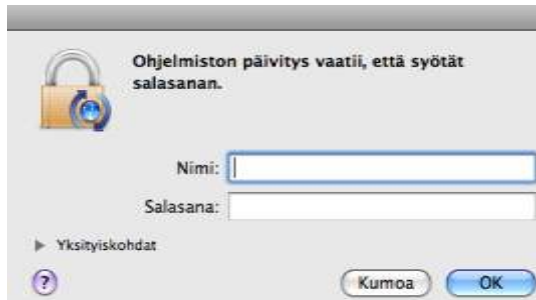 Ohjelmiston päivitys vaatii, että syötät
salasanan.
Nimi:
Salasana:
Yksityiskohdat
?
Kumoa
OK